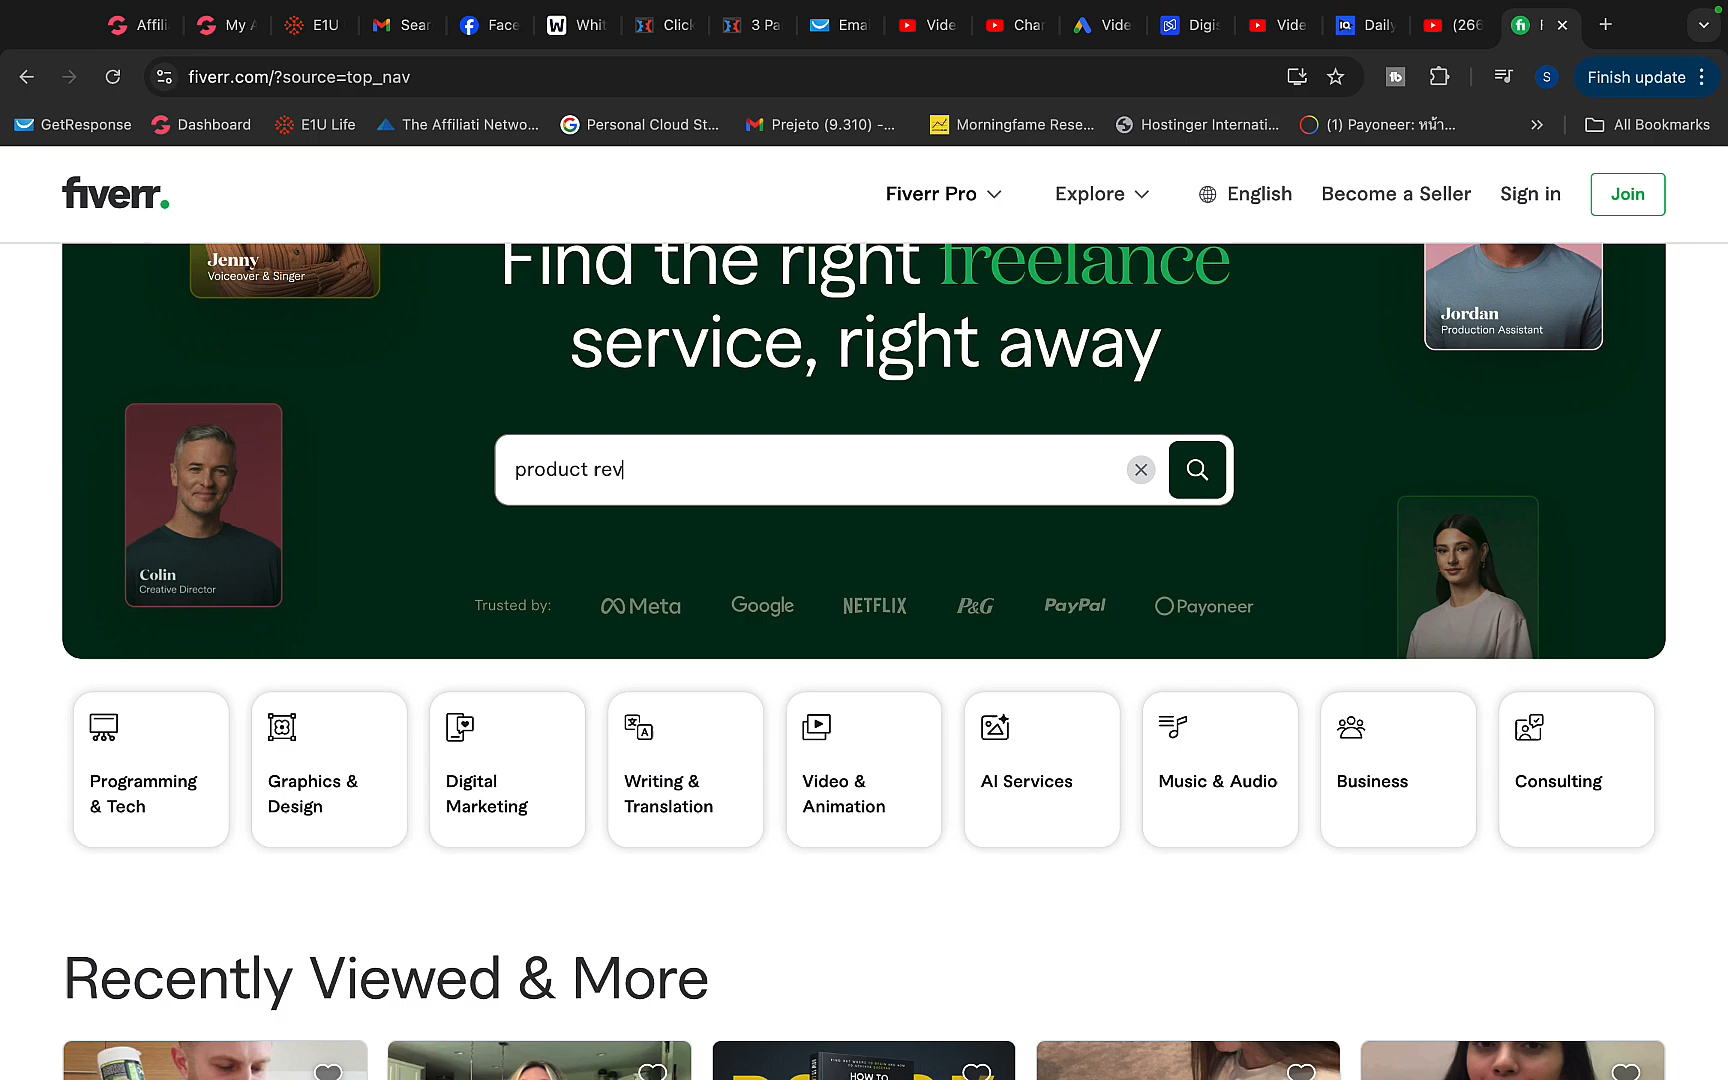 Affili
My A
E1U
Sear
Face
Whit
Click
3 Pa
Emai
Vide
Chan
Vide
Digis
Vide
Daily
(266
fiverr.com/?source=top_nav
Finish update
GetResponse
Dashboard
E1U Life
The Affiliati Netwo...
Personal Cloud St...
Prejeto (9.310) -...
Morningfame Rese...
Hostinger Internati...
(1) Payoneer: หน้า...
All Bookmarks
fiverr.
Fiverr Pro
Explore
English
Become a Seller
Sign in
Join
Find the right freelance
service, right away
Jenny
Voiceover & Singer
Jordan
Production Assistant
product rev
Colin
Creative Director
Trusted by:
Meta
Google
NETFLIX
P&G
PayPal
Payoneer
Programming
& Tech
Graphics &
Design
Digital
Marketing
Writing &
Translation
Video &
Animation
AI Services
Music & Audio
Business
Consulting
Recently Viewed & More
HOW TO